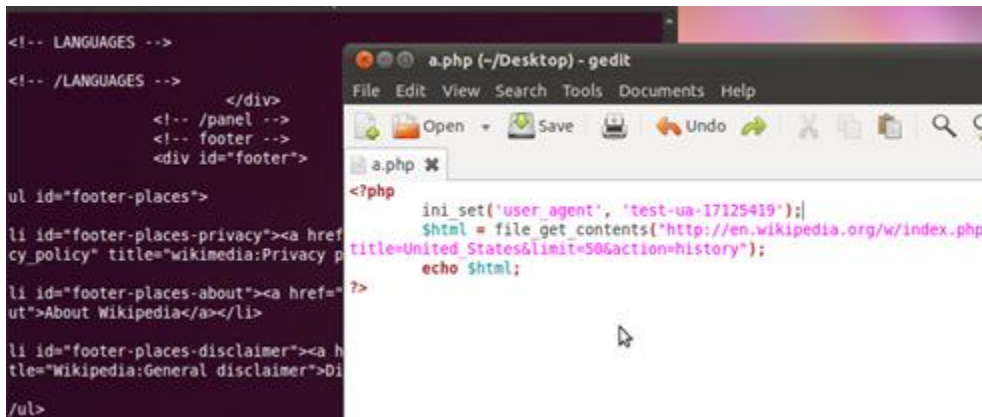 <!-- LANGUAGES -->
<!-- /LANGUAGES -->
</div>
<!-- /panel -->
<!-- footer -->
<div id="footer">
ul id="footer-places">
li id="footer-places-privacy"><a href
cy_policy" title="wikimedia:Privacy p
li id="footer-places-about"><a href="
ut">About Wikipedia</a></li>
li id="footer-places-disclaimer"><a h
tle="Wikipedia:General disclaimer">Di
/ul>
a.php (~/Desktop) - gedit
File Edit View Search Tools Documents Help
Open Save Undo
a.php
<?php
ini_set('user_agent', 'test-ua-17125419');
$html = file_get_contents("http://en.wikipedia.org/w/index.php
title=United_States&limit=50&action=history");
echo $html;
?>